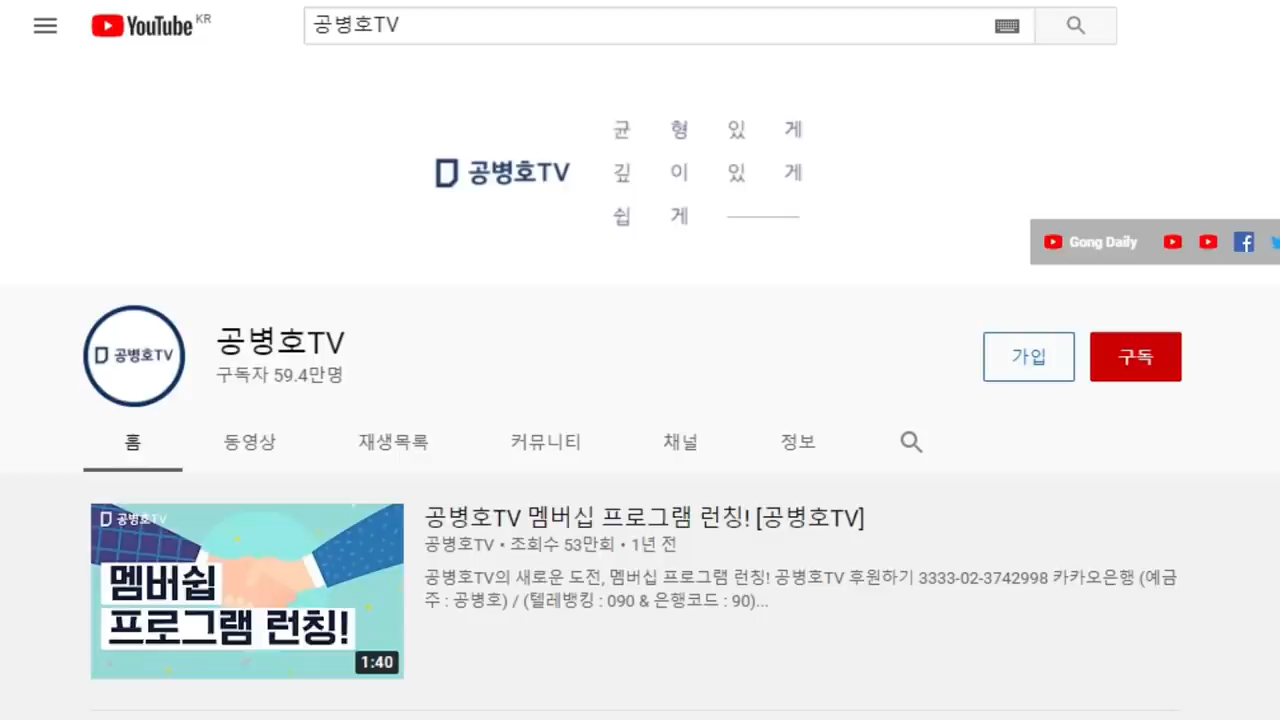 YouTube KR
공병호TV
공병호TV
균 형 있 게
깊 이 있 게
쉽 게
Gong Daily
공병호TV
공병호TV
구독자 59.4만명
가입
구독
홈
동영상
재생목록
커뮤니티
채널
정보
공병호TV
멤버쉽
프로그램 런칭!
1:40
공병호TV 멤버십 프로그램 런칭! [공병호TV]
공병호TV • 조회수 53만회 • 1년 전
공병호TV의 새로운 도전, 멤버십 프로그램 런칭! 공병호TV 후원하기 3333-02-3742998 카카오은행 (예금
주 : 공병호) / (텔레뱅킹 : 090 & 은행코드 : 90)...